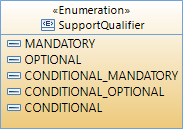 «Enumeration»
SupportQualifier
MANDATORY
OPTIONAL
CONDITIONAL_MANDATORY
CONDITIONAL_OPTIONAL
CONDITIONAL